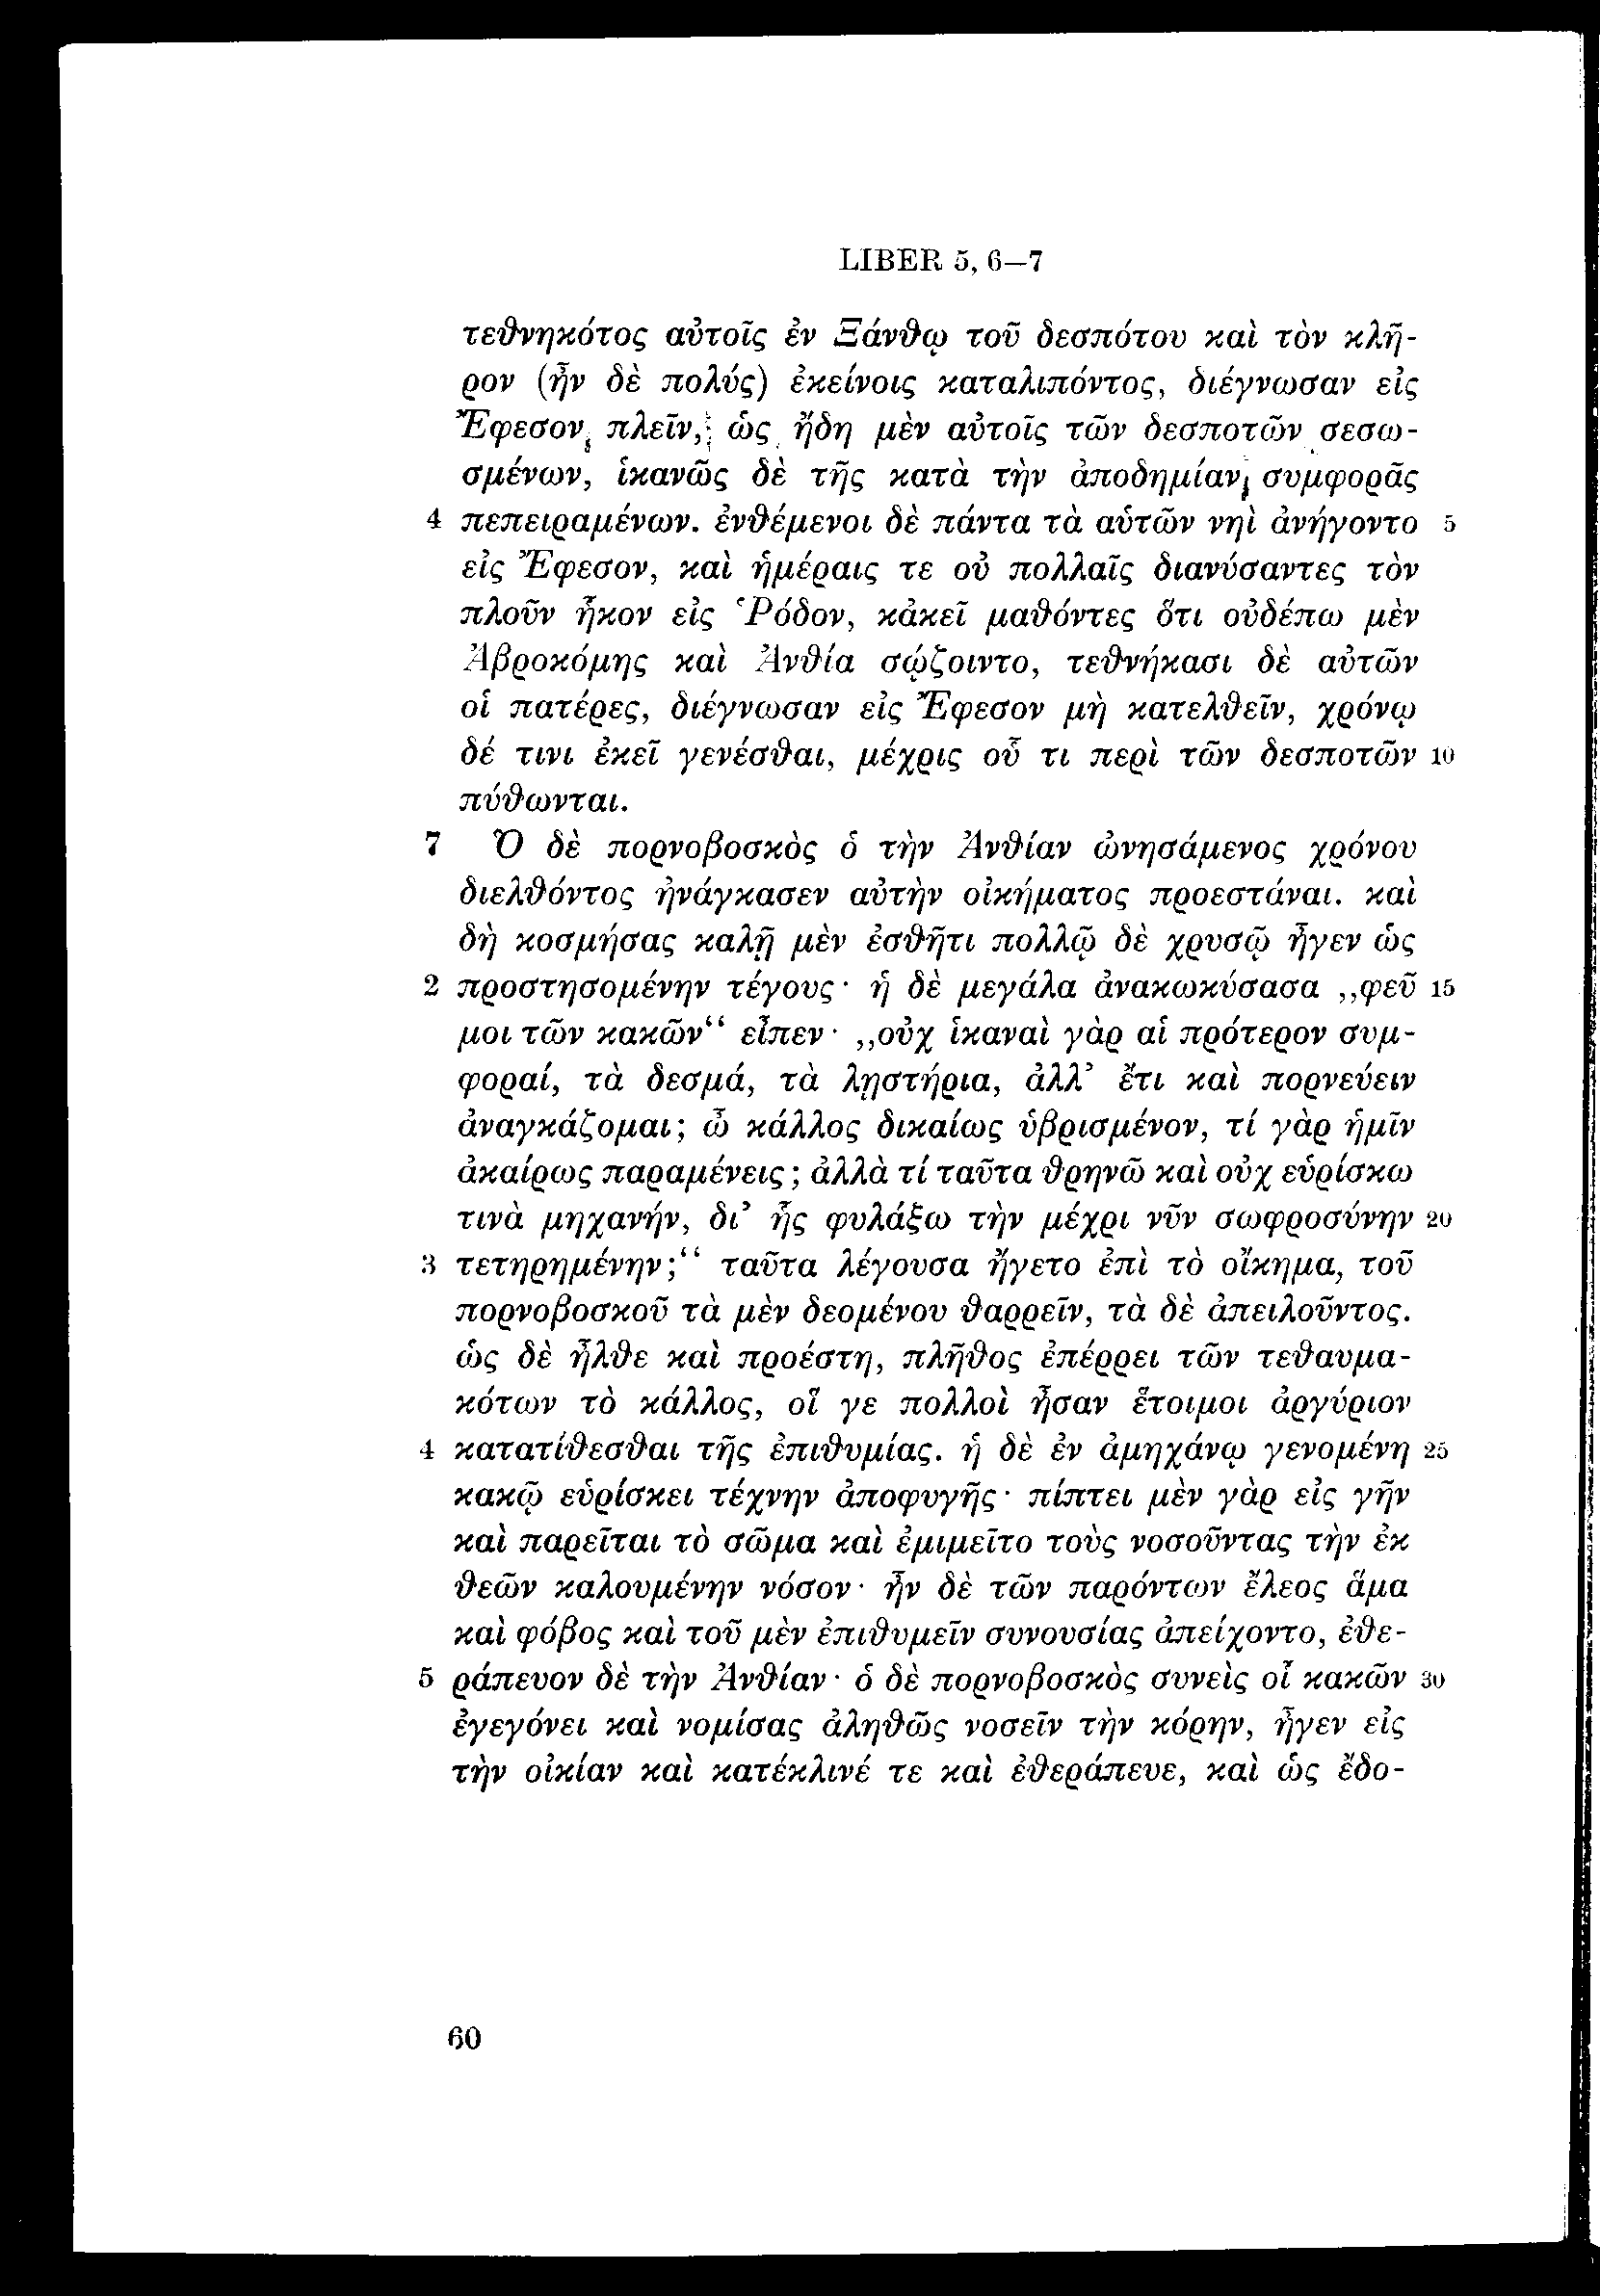 LIBER 5, 6–7
τεθνηκότος αὐτοῖς ἐν Ξάνθῳ τοῦ δεσπότου καὶ τὸν κλῆ-
ρον (ἦν δὲ πολύς) ἐκείνοις καταλιπόντος, διέγνωσαν εἰς
Ἔφεσον πλεῖν, ὡς ἤδη μὲν αὐτοῖς τῶν δεσποτῶν σεσω-
σμένων, ἱκανῶς δὲ τῆς κατὰ τὴν ἀποδημίαν συμφορᾶς
4 πεπειραμένων. ἐνθέμενοι δὲ πάντα τὰ αὑτῶν νηὶ ἀνήγοντο 5
εἰς Ἔφεσον, καὶ ἡμέραις τε οὐ πολλαῖς διανύσαντες τὸν
πλοῦν ἧκον εἰς Ῥόδον, κἀκεῖ μαθόντες ὅτι οὐδέπω μὲν
Ἁβροκόμης καὶ Ἀνθία σῴζοιντο, τεθνήκασι δὲ αὐτῶν
οἱ πατέρες, διέγνωσαν εἰς Ἔφεσον μὴ κατελθεῖν, χρόνῳ
δέ τινι ἐκεῖ γενέσθαι, μέχρις οὗ τι περὶ τῶν δεσποτῶν 10
πύθωνται.
7 Ὁ δὲ πορνοβοσκὸς ὁ τὴν Ἀνθίαν ὠνησάμενος χρόνου
διελθόντος ἠνάγκασεν αὐτὴν οἰκήματος προεστάναι. καὶ
δὴ κοσμήσας καλῇ μὲν ἐσθῆτι πολλῷ δὲ χρυσῷ ἦγεν ὡς
2 προστησομένην τέγους· ἡ δὲ μεγάλα ἀνακωκύσασα „φεῦ 15
μοι τῶν κακῶν“ εἶπεν· „οὐχ ἱκαναὶ γὰρ αἱ πρότερον συμ-
φοραί, τὰ δεσμά, τὰ λῃστήρια, ἀλλ’ ἔτι καὶ πορνεύειν
ἀναγκάζομαι; ὦ κάλλος δικαίως ὑβρισμένον, τί γὰρ ἡμῖν
ἀκαίρως παραμένεις; ἀλλὰ τί ταῦτα θρηνῶ καὶ οὐχ εὑρίσκω
τινὰ μηχανήν, δι’ ἧς φυλάξω τὴν μέχρι νῦν σωφροσύνην 20
3 τετηρημένην;“ ταῦτα λέγουσα ἤγετο ἐπὶ τὸ οἴκημα, τοῦ
πορνοβοσκοῦ τὰ μὲν δεομένου θαρρεῖν, τὰ δὲ ἀπειλοῦντος.
ὡς δὲ ἦλθε καὶ προέστη, πλῆθος ἐπέρρει τῶν τεθαυμα-
κότων τὸ κάλλος, οἵ γε πολλοὶ ἦσαν ἕτοιμοι ἀργύριον
4 κατατίθεσθαι τῆς ἐπιθυμίας. ἡ δὲ ἐν ἀμηχάνῳ γενομένη 25
κακῷ εὑρίσκει τέχνην ἀποφυγῆς· πίπτει μὲν γὰρ εἰς γῆν
καὶ παρεῖται τὸ σῶμα καὶ ἐμιμεῖτο τοὺς νοσοῦντας τὴν ἐκ
θεῶν καλουμένην νόσον· ἦν δὲ τῶν παρόντων ἔλεος ἅμα
καὶ φόβος καὶ τοῦ μὲν ἐπιθυμεῖν συνουσίας ἀπείχοντο, ἐθε-
5 ράπευον δὲ τὴν Ἀνθίαν· ὁ δὲ πορνοβοσκὸς συνεὶς οἷ κακῶν 30
ἐγεγόνει καὶ νομίσας ἀληθῶς νοσεῖν τὴν κόρην, ἦγεν εἰς
τὴν οἰκίαν καὶ κατέκλινέ τε καὶ ἐθεράπευε, καὶ ὡς ἔδο-
60